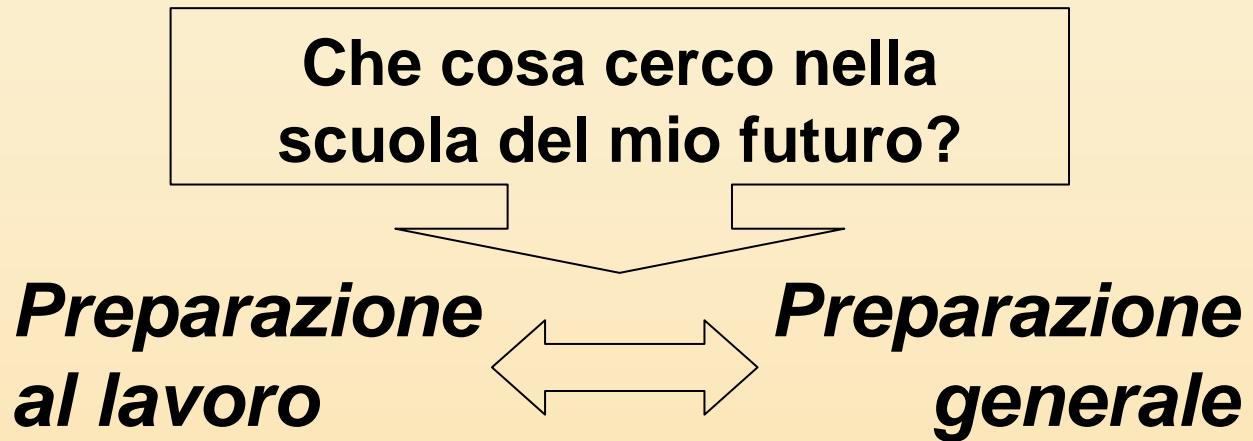 Che cosa cerco nella
scuola del mio futuro?
Preparazione
al lavoro
Preparazione
generale